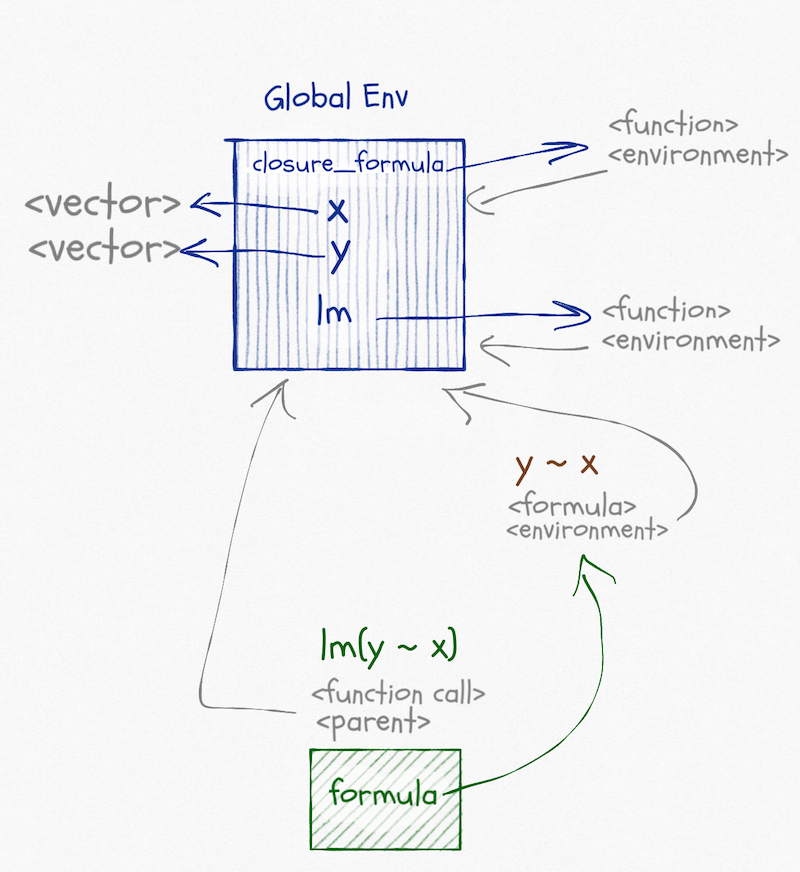 Global Env
closure_formula
<function>
<environment>
<vector>
x
<vector>
y
lm
<function>
<environment>
y ~ x
<formula>
<environment>
lm(y ~ x)
<function call>
<parent>
formula